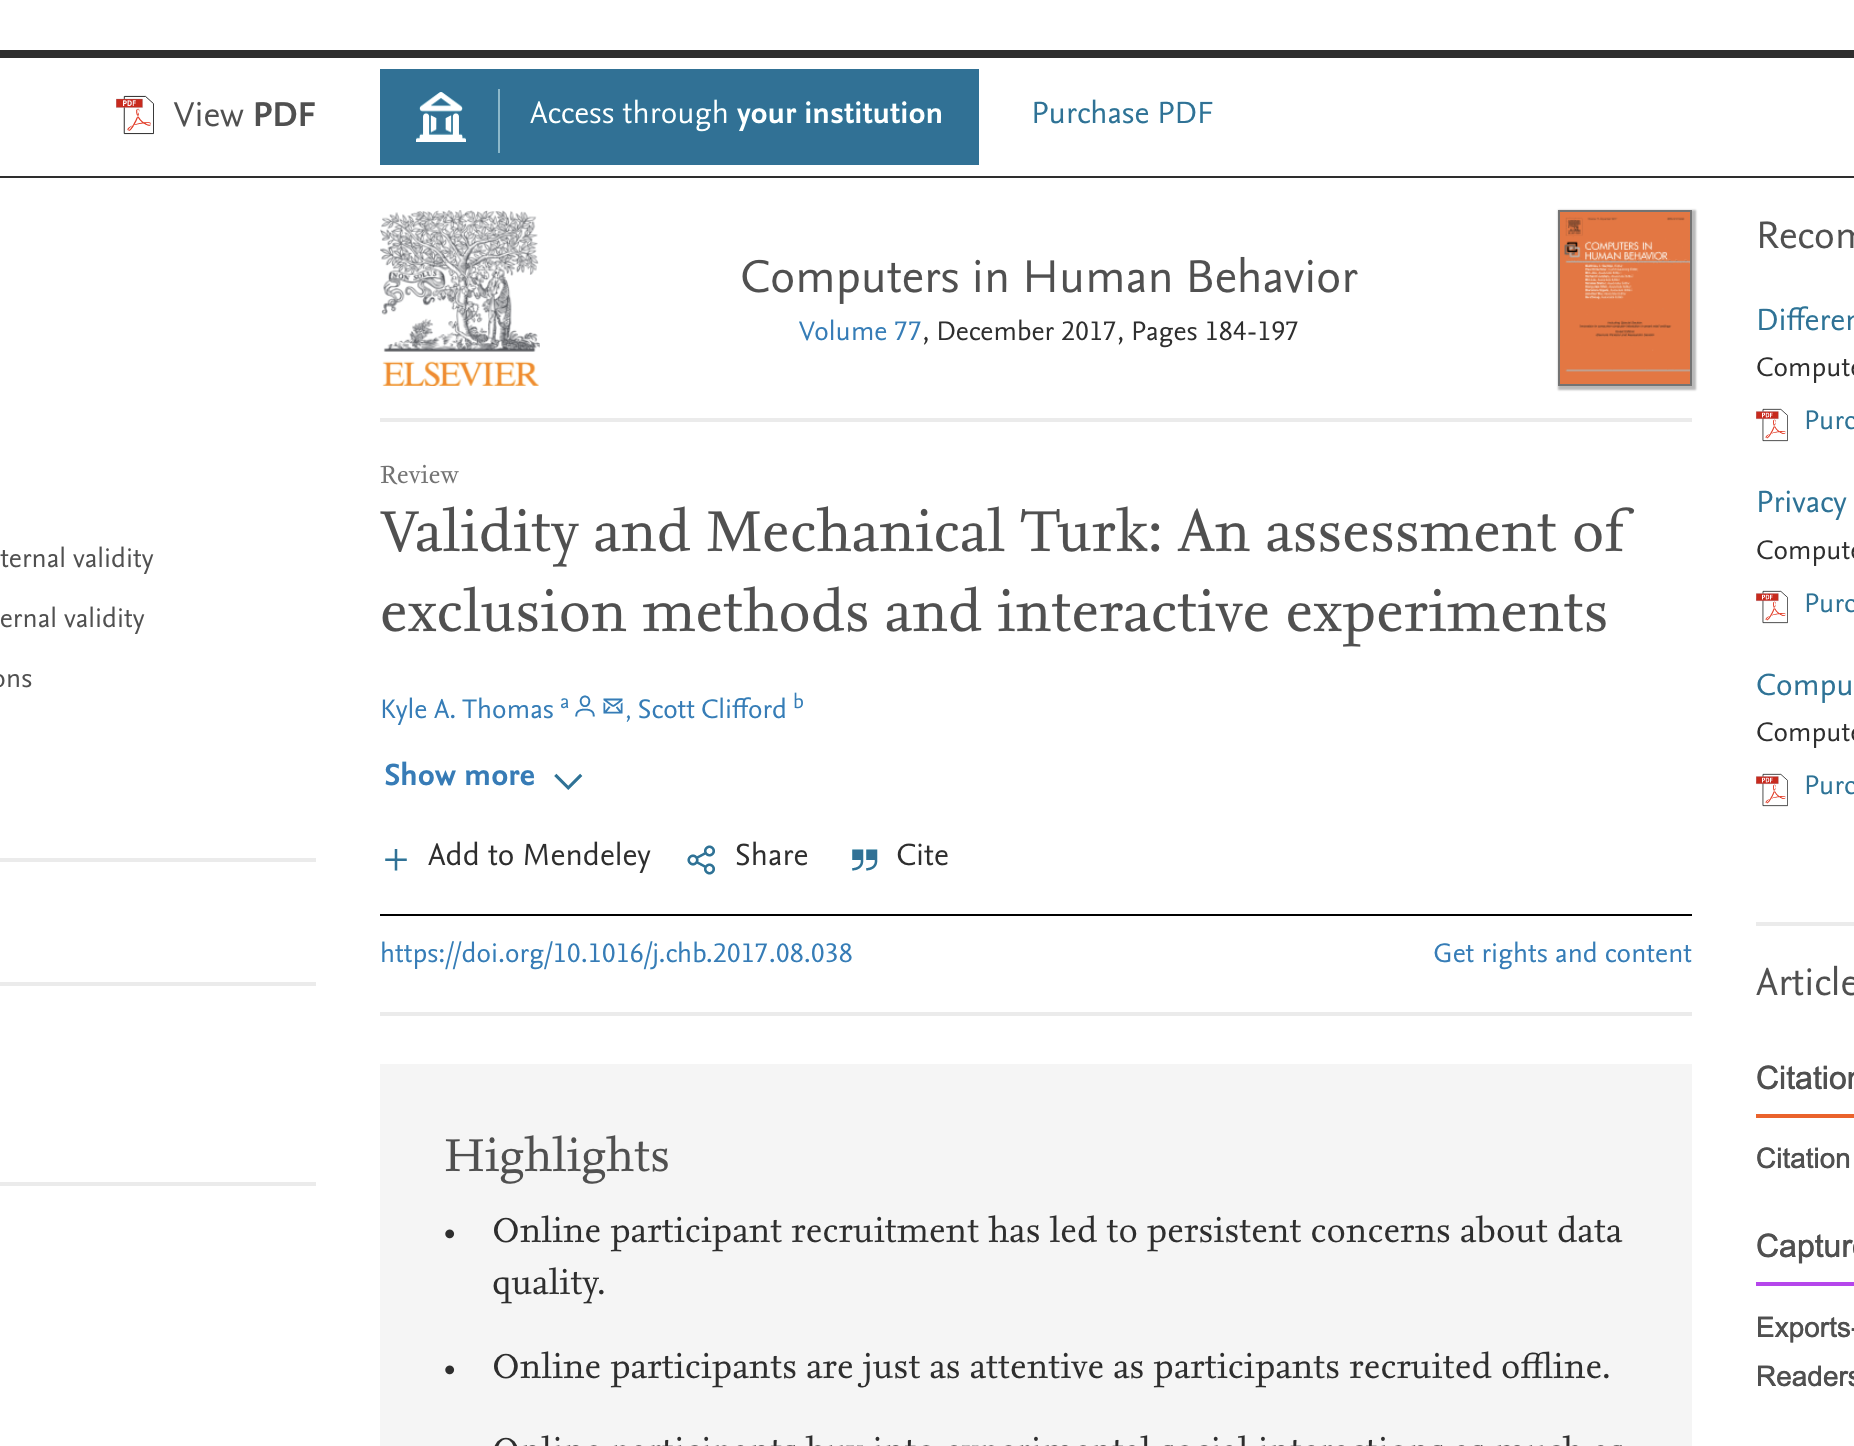 View PDF
Access through your institution
Purchase PDF
ELSEVIER
Computers in Human Behavior
Volume 77, December 2017, Pages 184-197
COMPUTERS IN
HUMAN BEHAVIOR
Review
Validity and Mechanical Turk: An assessment of
exclusion methods and interactive experiments
Kyle A. Thomas a, Scott Clifford b
Show more
Add to Mendeley
Share
Cite
https://doi.org/10.1016/j.chb.2017.08.038
Get rights and content
Highlights
• Online participant recruitment has led to persistent concerns about data
quality.
• Online participants are just as attentive as participants recruited offline.
ternal validity
ernal validity
ons
Recom
Differen
Compute
Purc
Privacy
Compute
Purc
Compu
Compute
Purc
Article
Citation
Citation
Capture
Exports-
Readers